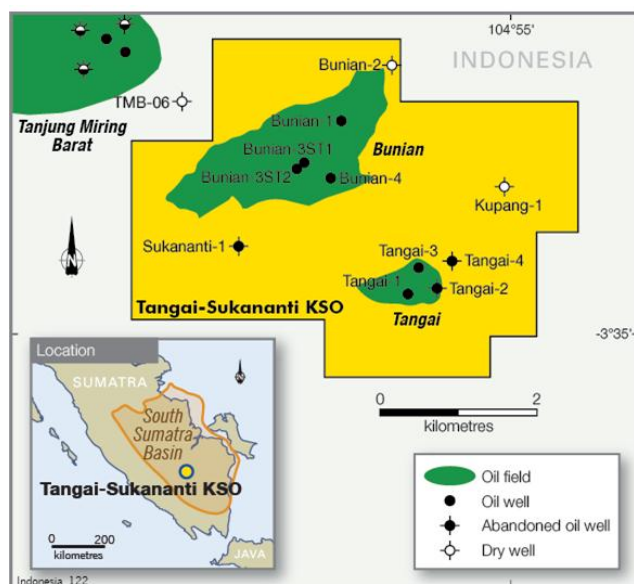 104°55'
INDONESIA
Bunian-2
TMB-06
Tanjung Miring
Barat
Bunian 1
Bunian 3ST1
Bunian
Bunian 3ST2
Bunian-4
Kupang-1
Sukananti-1
Tangai-3
Tangai-4
Tangai 1
Tangai-2
Tangai-Sukananti KSO
Tangai
-3°35'
Location
SUMATRA
South
Sumatra
Basin
Tangai-Sukananti KSO
0 200
kilometres
JAVA
0 2
kilometres
Oil field
Oil well
Abandoned oil well
Dry well
Indonesia_122